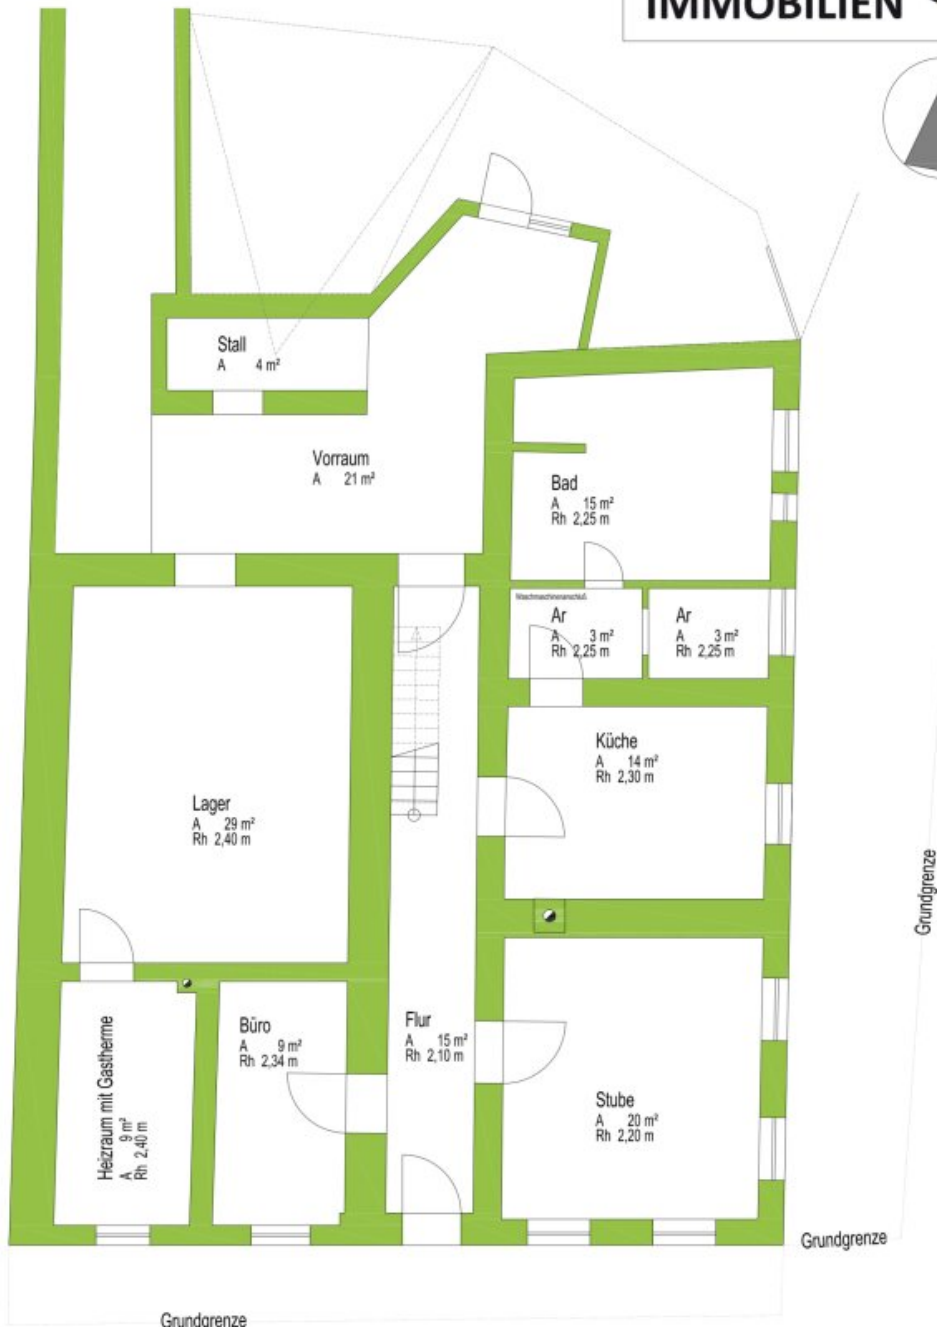 IMMOBILIEN
Stall
A 4 m²
Vorraum
A 21 m²
Bad
A 15 m²
Rh 2,25 m
Waschmaschinenanschluß
Ar
A 3 m²
Rh 2,25 m
Ar
A 3 m²
Rh 2,25 m
Küche
A 14 m²
Rh 2,30 m
Lager
A 29 m²
Rh 2,40 m
Grundgrenze
Heizraum mit Gastherme
A 9 m²
Rh 2,40 m
Büro
A 9 m²
Rh 2,34 m
Flur
A 15 m²
Rh 2,10 m
Stube
A 20 m²
Rh 2,20 m
Grundgrenze
Grundgrenze